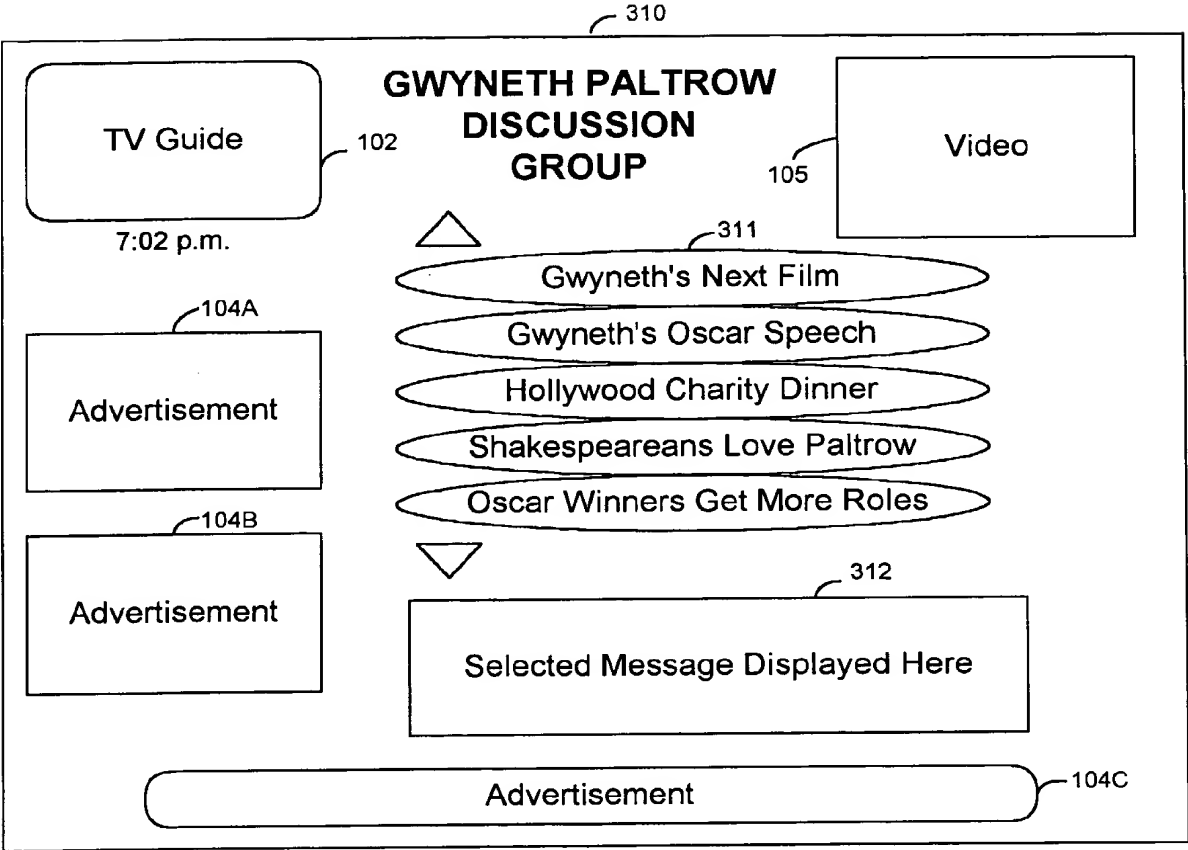 310
GWYNETH PALTROW
DISCUSSION
GROUP
TV Guide
102
7:02 p.m.
105
Video
311
Gwyneth's Next Film
Gwyneth's Oscar Speech
Hollywood Charity Dinner
Shakespeareans Love Paltrow
Oscar Winners Get More Roles
104A
Advertisement
104B
Advertisement
312
Selected Message Displayed Here
Advertisement
104C